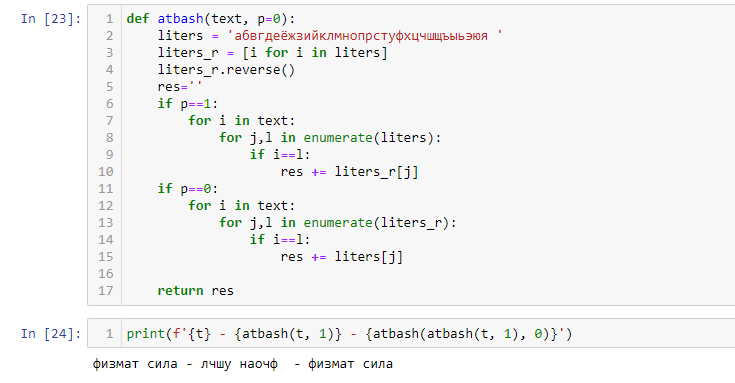 In [23]:
1 def atbash(text, p=0):
2     liters = 'абвгдеёжзийклмнопрстуфхцчшщъыьэюя '
3     liters_r = [i for i in liters]
4     liters_r.reverse()
5     res=''
6     if p==1:
7         for i in text:
8             for j,l in enumerate(liters):
9                 if i==l:
10                     res += liters_r[j]
11     if p==0:
12         for i in text:
13             for j,l in enumerate(liters_r):
14                 if i==l:
15                     res += liters[j]
16
17     return res
In [24]:
1 print(f'{t} - {atbash(t, 1)} - {atbash(atbash(t, 1), 0)}')
физмат сила - лчшу наочф  - физмат сила